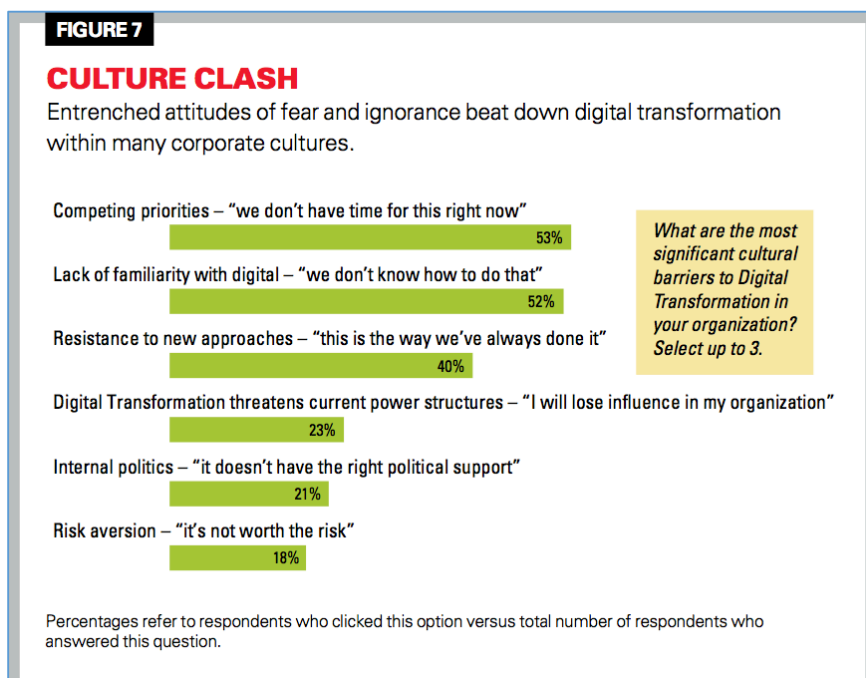 FIGURE 7
CULTURE CLASH
Entrenched attitudes of fear and ignorance beat down digital transformation
within many corporate cultures.
Competing priorities – “we don’t have time for this right now”
53%
Lack of familiarity with digital – “we don’t know how to do that”
52%
Resistance to new approaches – “this is the way we’ve always done it”
40%
Digital Transformation threatens current power structures – “I will lose influence in my organization”
23%
Internal politics – “it doesn’t have the right political support”
21%
Risk aversion – “it’s not worth the risk”
18%
What are the most
significant cultural
barriers to Digital
Transformation in
your organization?
Select up to 3.
Percentages refer to respondents who clicked this option versus total number of respondents who
answered this question.